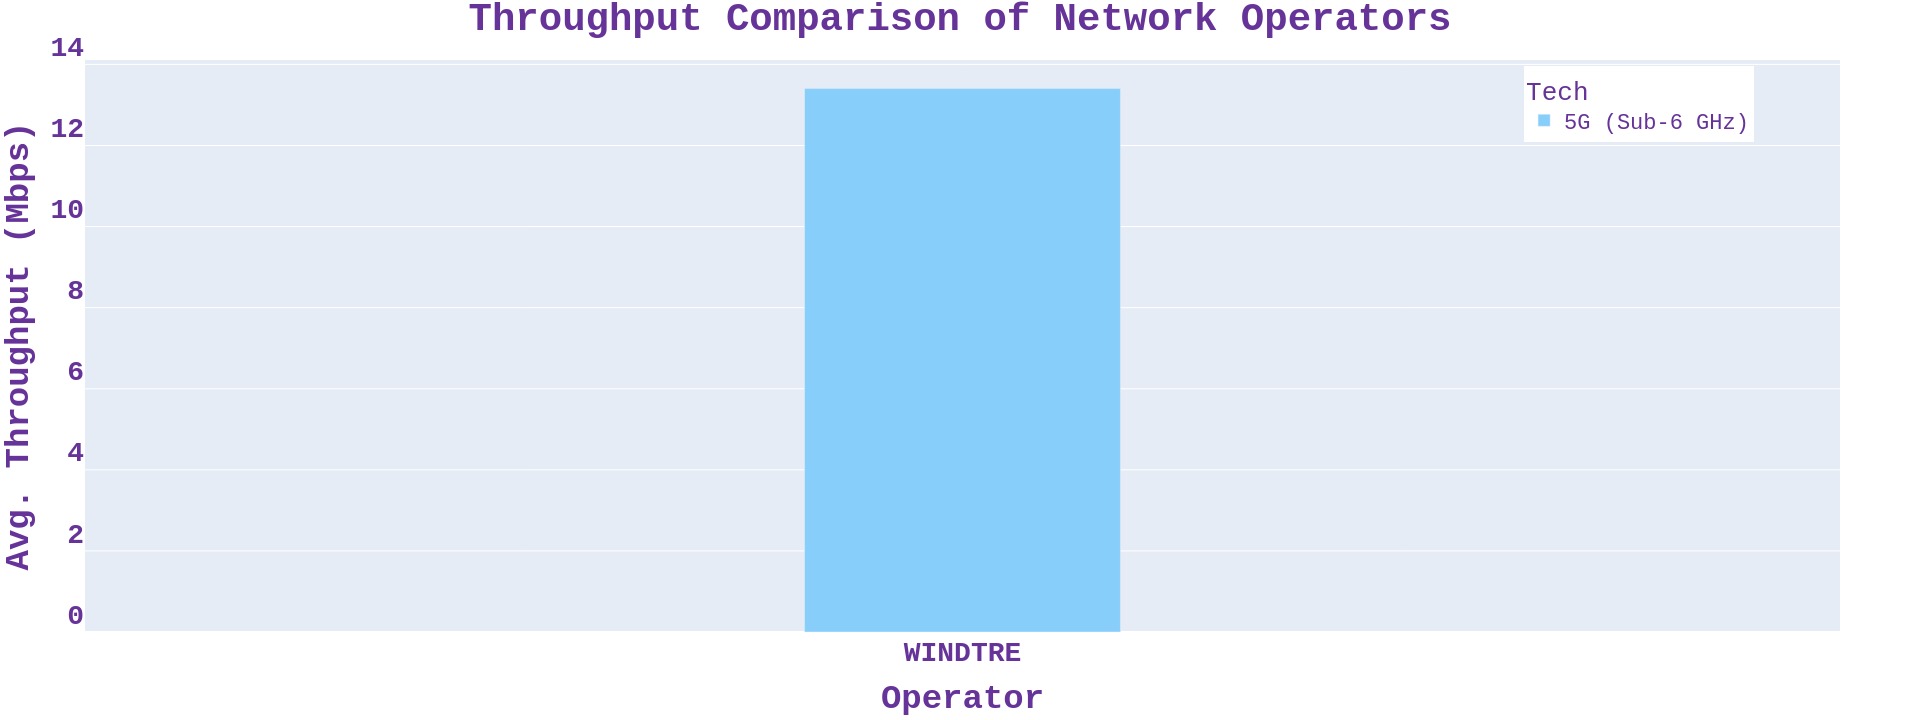 Throughput Comparison of Network Operators
Avg. Throughput (Mbps)
14
12
10
8
6
4
2
0
Tech
5G (Sub-6 GHz)
WINDTRE
Operator